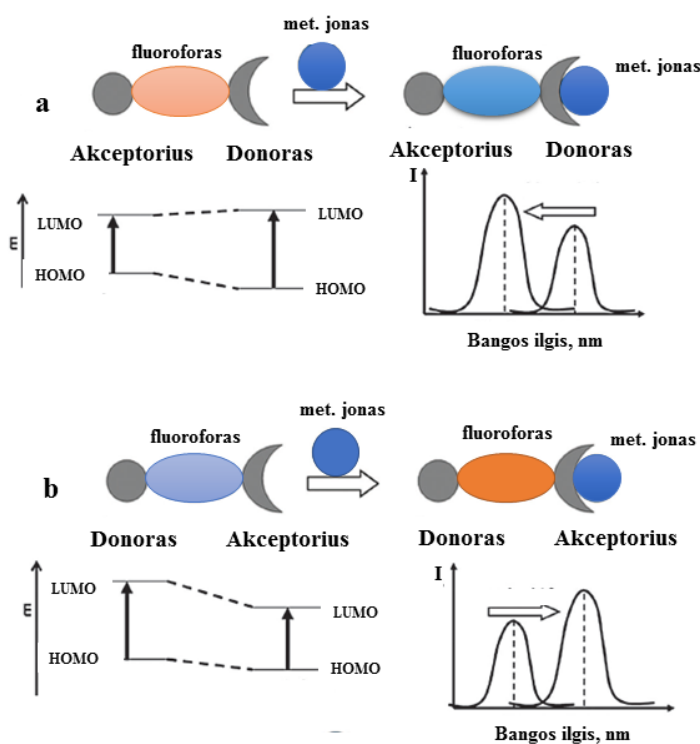 met. jonas
fluoroforas
fluoroforas
met. jonas
a
Akceptorius
Donoras
Akceptorius
Donoras
I
E
LUMO
LUMO
HOMO
HOMO
Bangos ilgis, nm
met. jonas
fluoroforas
fluoroforas
met. jonas
b
Donoras
Akceptorius
Donoras
Akceptorius
I
E
LUMO
LUMO
HOMO
HOMO
Bangos ilgis, nm